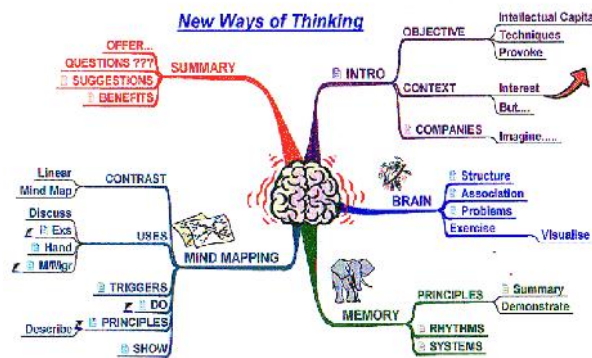 New Ways of Thinking
OFFER...
QUESTIONS ???
SUGGESTIONS
BENEFITS
SUMMARY
INTRO
OBJECTIVE
Intellectual Capital
Techniques
Provoke
CONTEXT
Interest
But....
COMPANIES
Imagine.....
BRAIN
Structure
Association
Problems
Exercise
Visualise
MEMORY
PRINCIPLES
Summary
Demonstrate
RHYTHMS
SYSTEMS
MIND MAPPING
CONTRAST
Linear
Mind Map
USES
Discuss
Exs
Hand
M/Mgr
TRIGGERS
DO
PRINCIPLES
Describe
SHOW